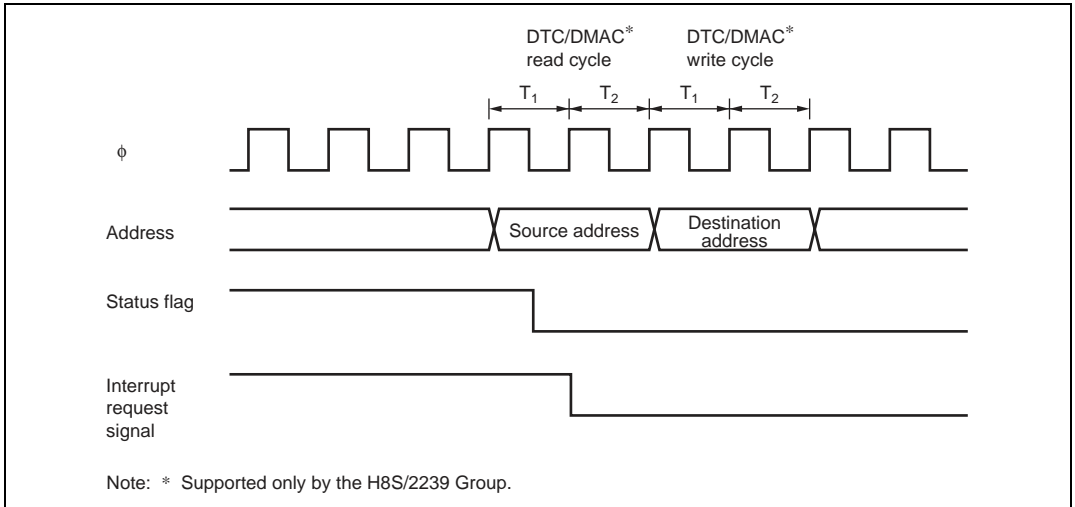 DTC/DMAC* DTC/DMAC*
read cycle write cycle
T1 T2 T1 T2
ϕ
Address
Source address
Destination
address
Status flag
Interrupt
request
signal
Note: * Supported only by the H8S/2239 Group.